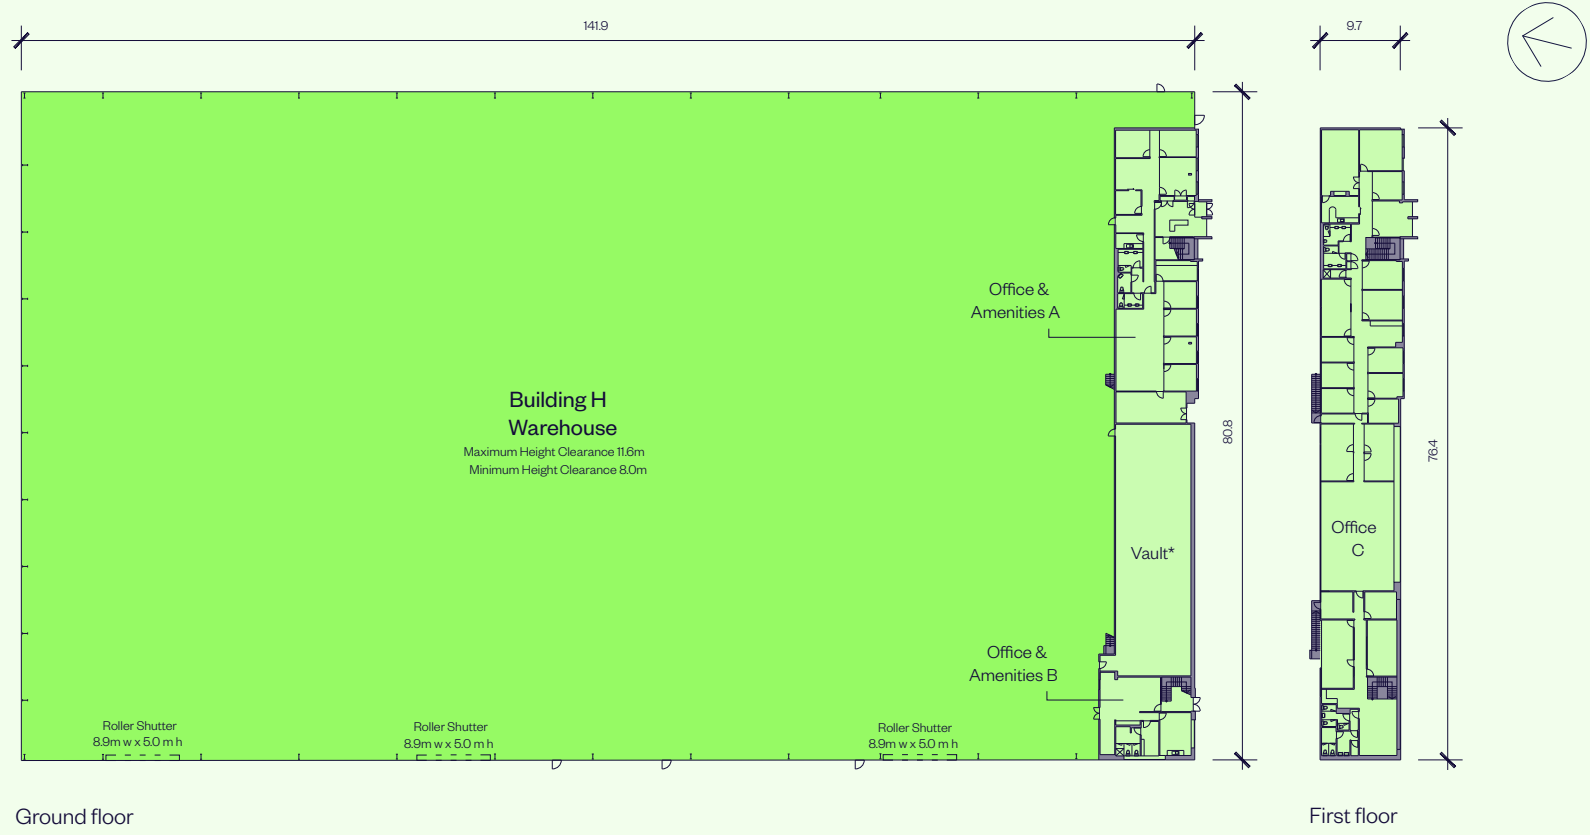 141.9
9.7
Office &
Amenities A
Building H
Warehouse
Maximum Height Clearance 11.6m
Minimum Height Clearance 8.0m
80.8
76.4
Vault*
Office
C
Office &
Amenities B
Roller Shutter
8.9m w x 5.0 m h
Roller Shutter
8.9m w x 5.0 m h
Roller Shutter
8.9m w x 5.0 m h
Ground floor
First floor